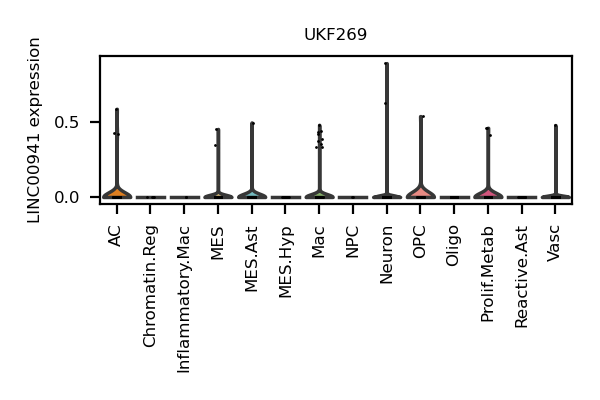 UKF269
LINC00941 expression
0.5
0.0
AC
Chromatin.Reg
Inflammatory.Mac
MES
MES.Ast
MES.Hyp
Mac
NPC
Neuron
OPC
Oligo
Prolif.Metab
Reactive.Ast
Vasc